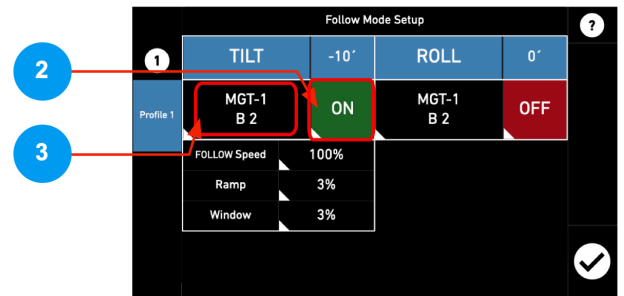 Follow Mode Setup
?
1
TILT
-10´
ROLL
0´
2
Profile 1
MGT-1
B 2
ON
MGT-1
B 2
OFF
3
FOLLOW Speed
100%
Ramp
3%
Window
3%